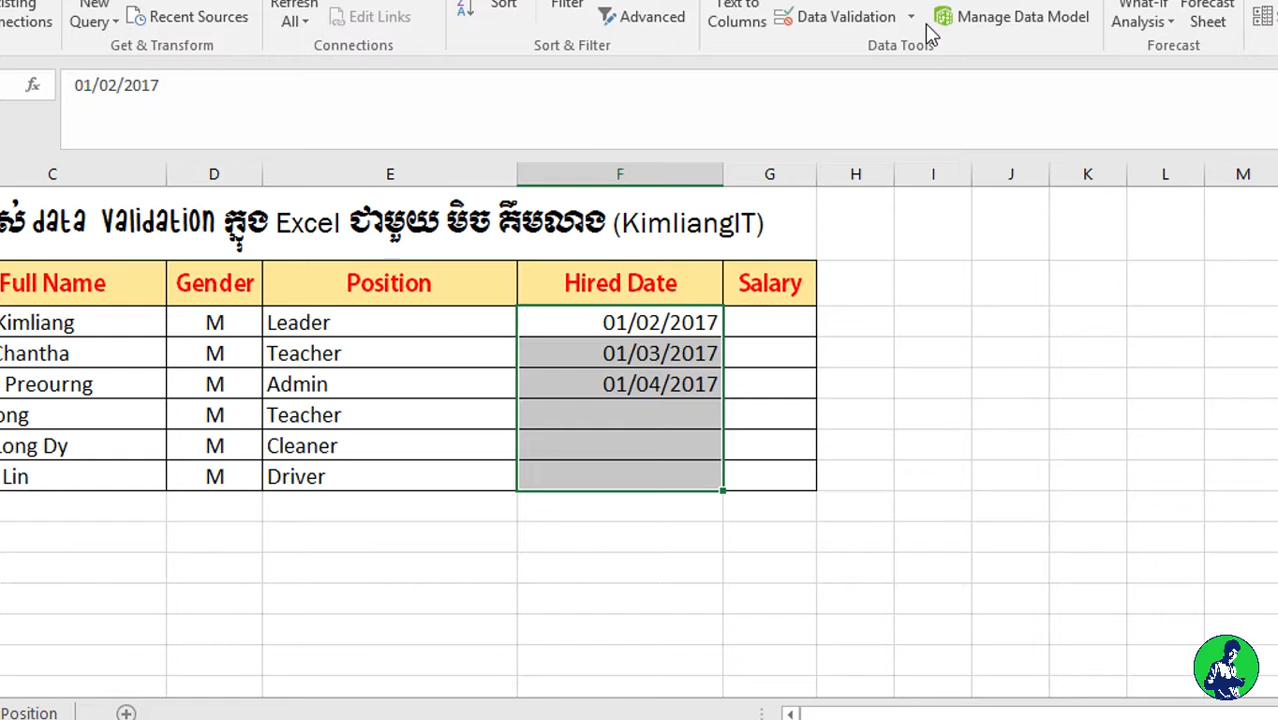 Existing New Recent Sources Refresh Sort Filter Text to What-If Forecast
Connections Query All Edit Links Advanced Columns Data Validation Manage Data Model Analysis Sheet
Get & Transform Connections Sort & Filter Data Tools Forecast
fx 01/02/2017
C D E F G H I J K L M
ស់ data validation ក្នុង Excel ជាមួយ មិច គឹមលាង (KimliangIT)
Full Name Gender Position Hired Date Salary
Kimliang M Leader 01/02/2017
Chantha M Teacher 01/03/2017
Preourng M Admin 01/04/2017
ong M Teacher
Long Dy M Cleaner
Lin M Driver
Position